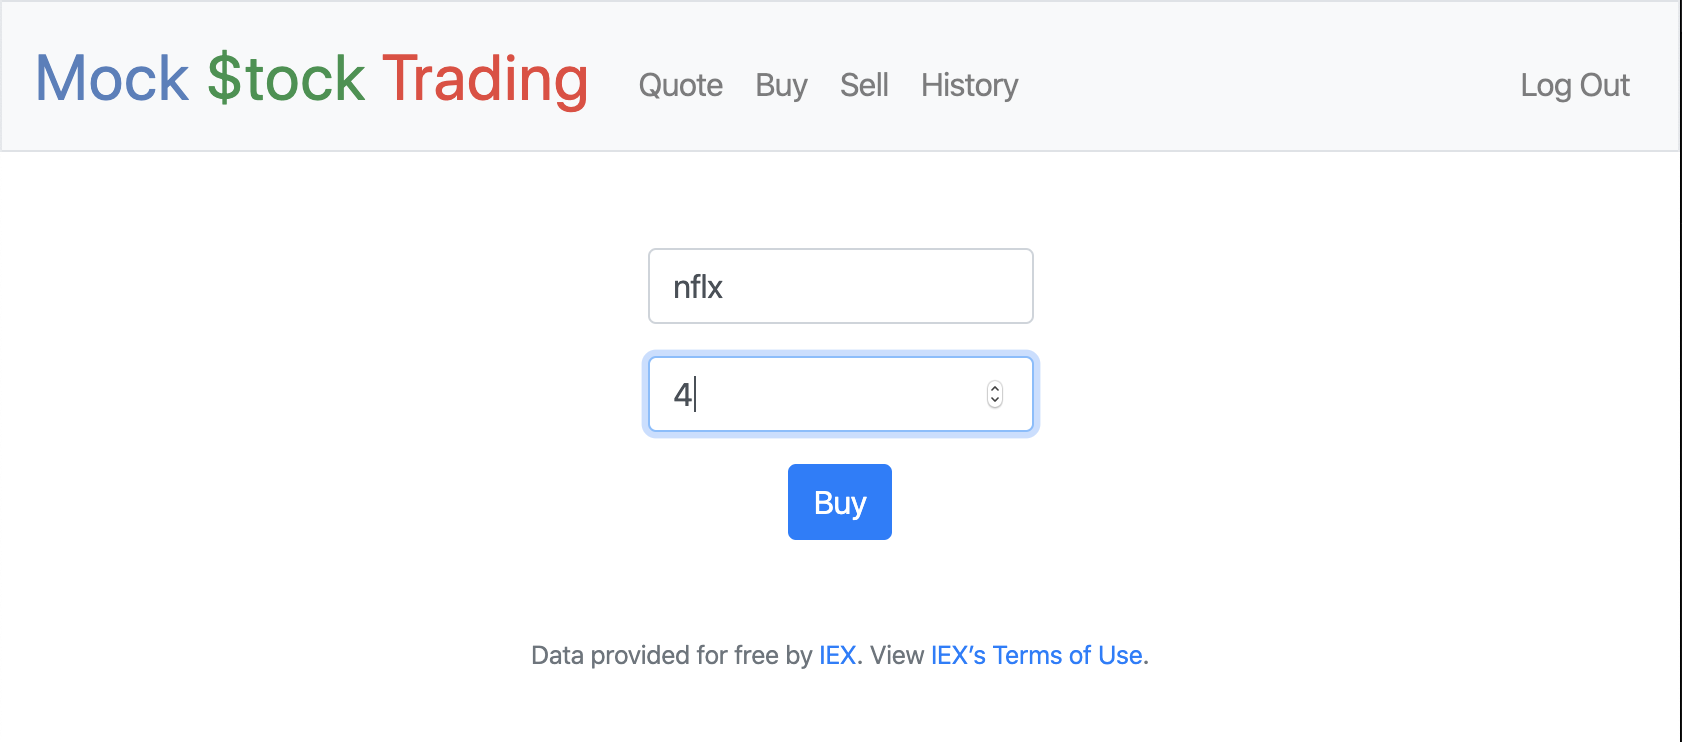 Mock $tock Trading Quote Buy Sell History Log Out
nflx
4
Buy
Data provided for free by IEX. View IEX’s Terms of Use.